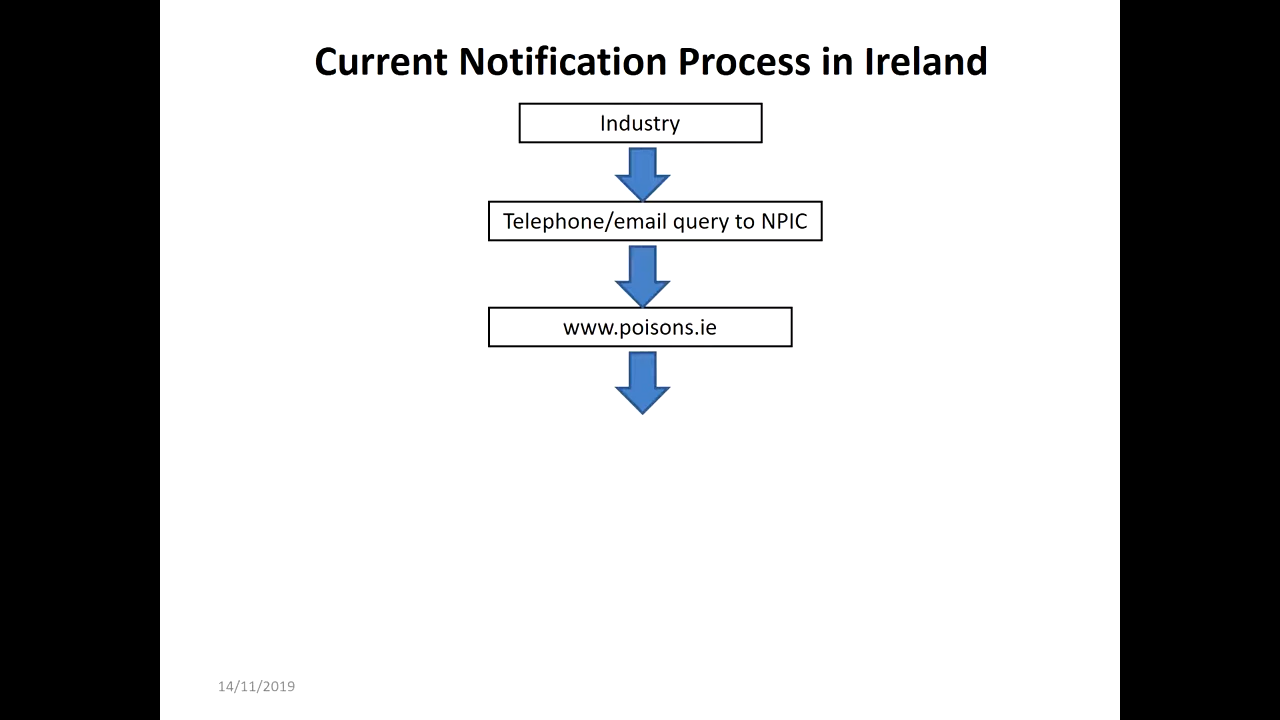 Current Notification Process in Ireland
Industry
Telephone/email query to NPIC
www.poisons.ie
14/11/2019